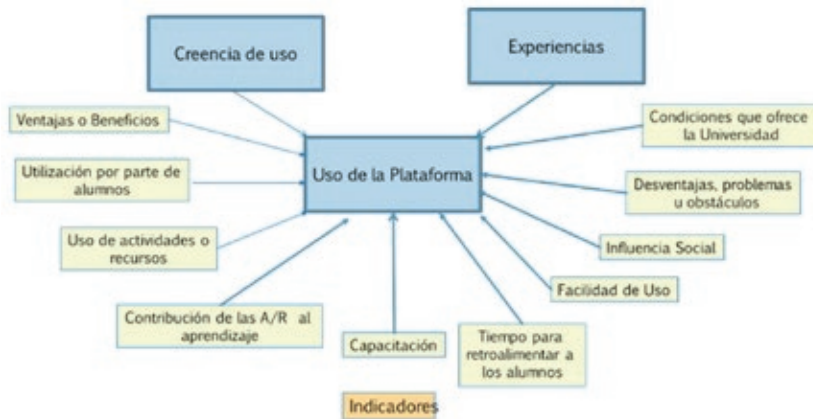 Creencia de uso
Experiencias
Ventajas o Beneficios
Condiciones que ofrece
la Universidad
Uso de la Plataforma
Utilización por parte de
alumnos
Desventajas, problemas
u obstáculos
Uso de actividades o
recursos
Influencia Social
Facilidad de Uso
Contribución de las A/R al
aprendizaje
Capacitación
Tiempo para
retroalimentar a
los alumnos
Indicadores